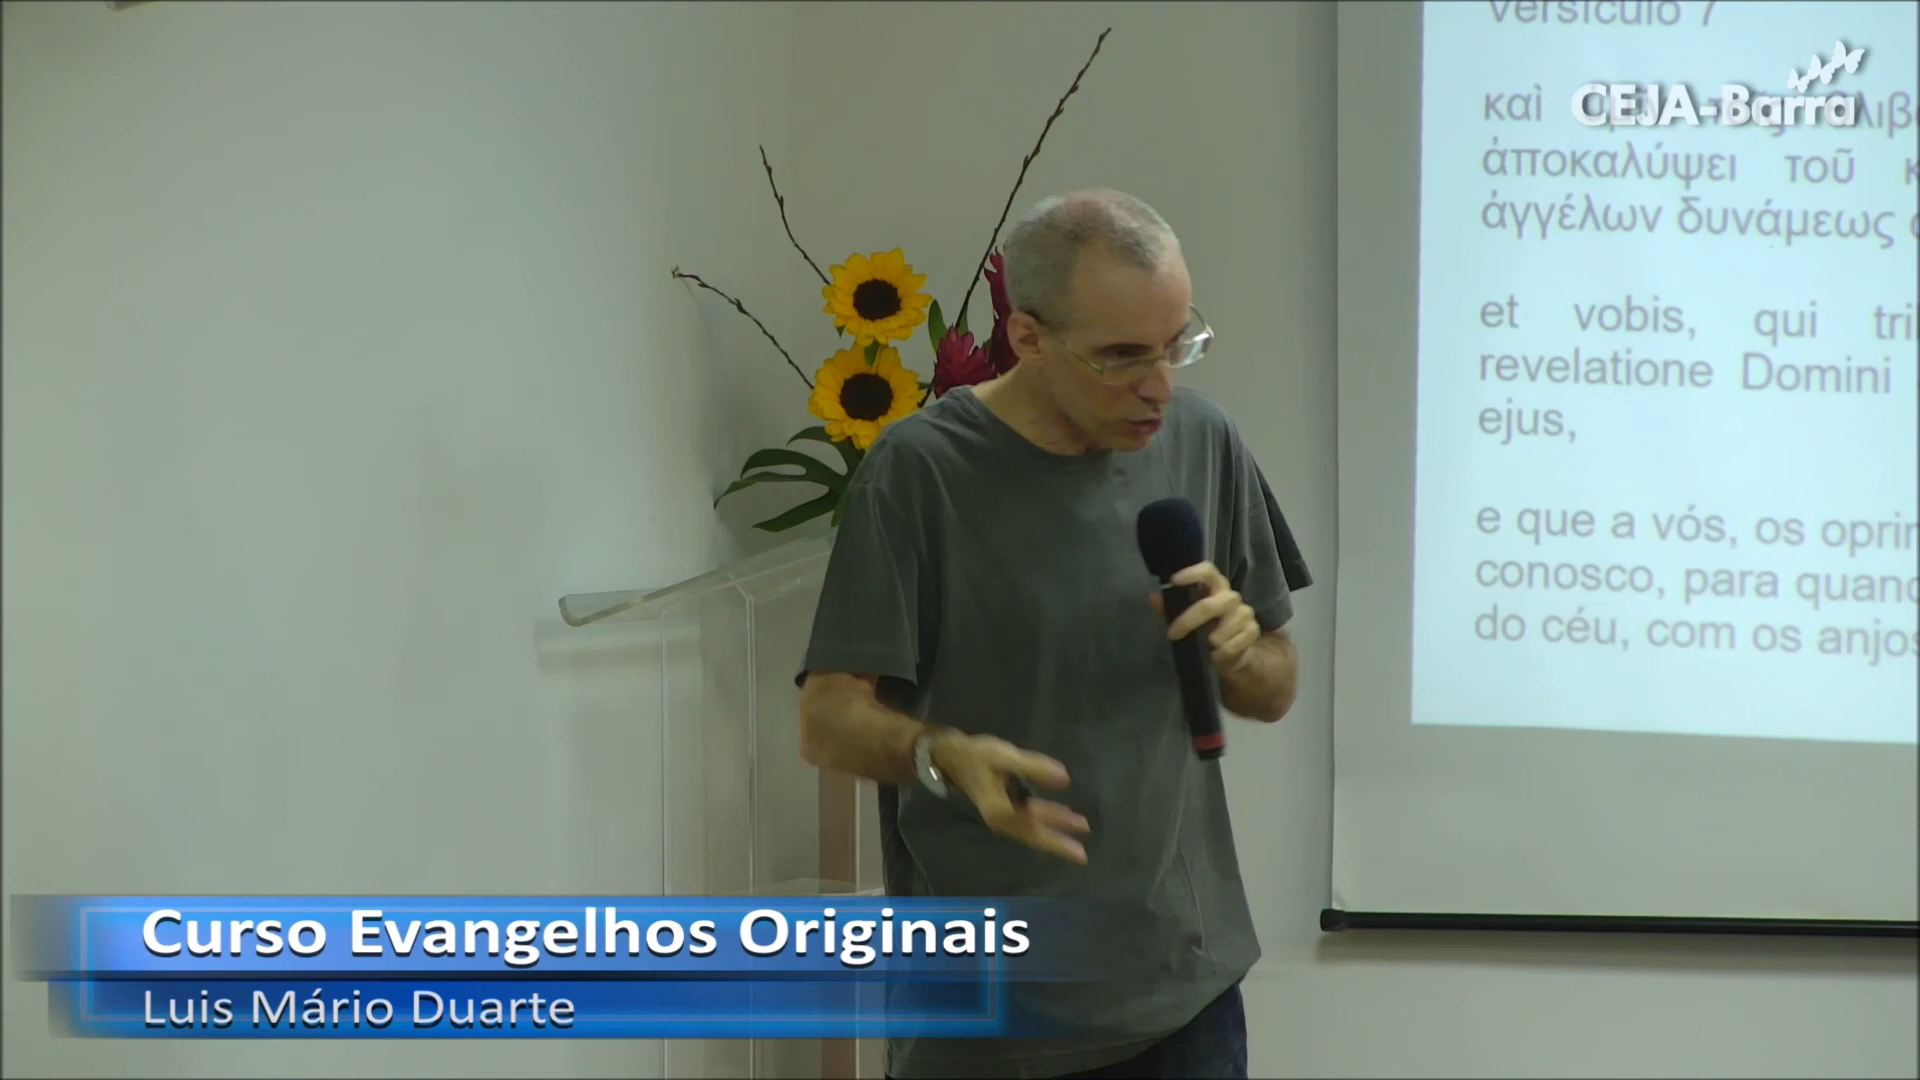 Versículo 7
CEJA-Barra
καὶ
ἀποκαλύψει τοῦ
ἀγγέλων δυνάμεως
et vobis, qui
revelatione Domini
ejus,
e que a vós, os
conosco, para
do céu, com os anjos
Curso Evangelhos Originais
Luis Mário Duarte